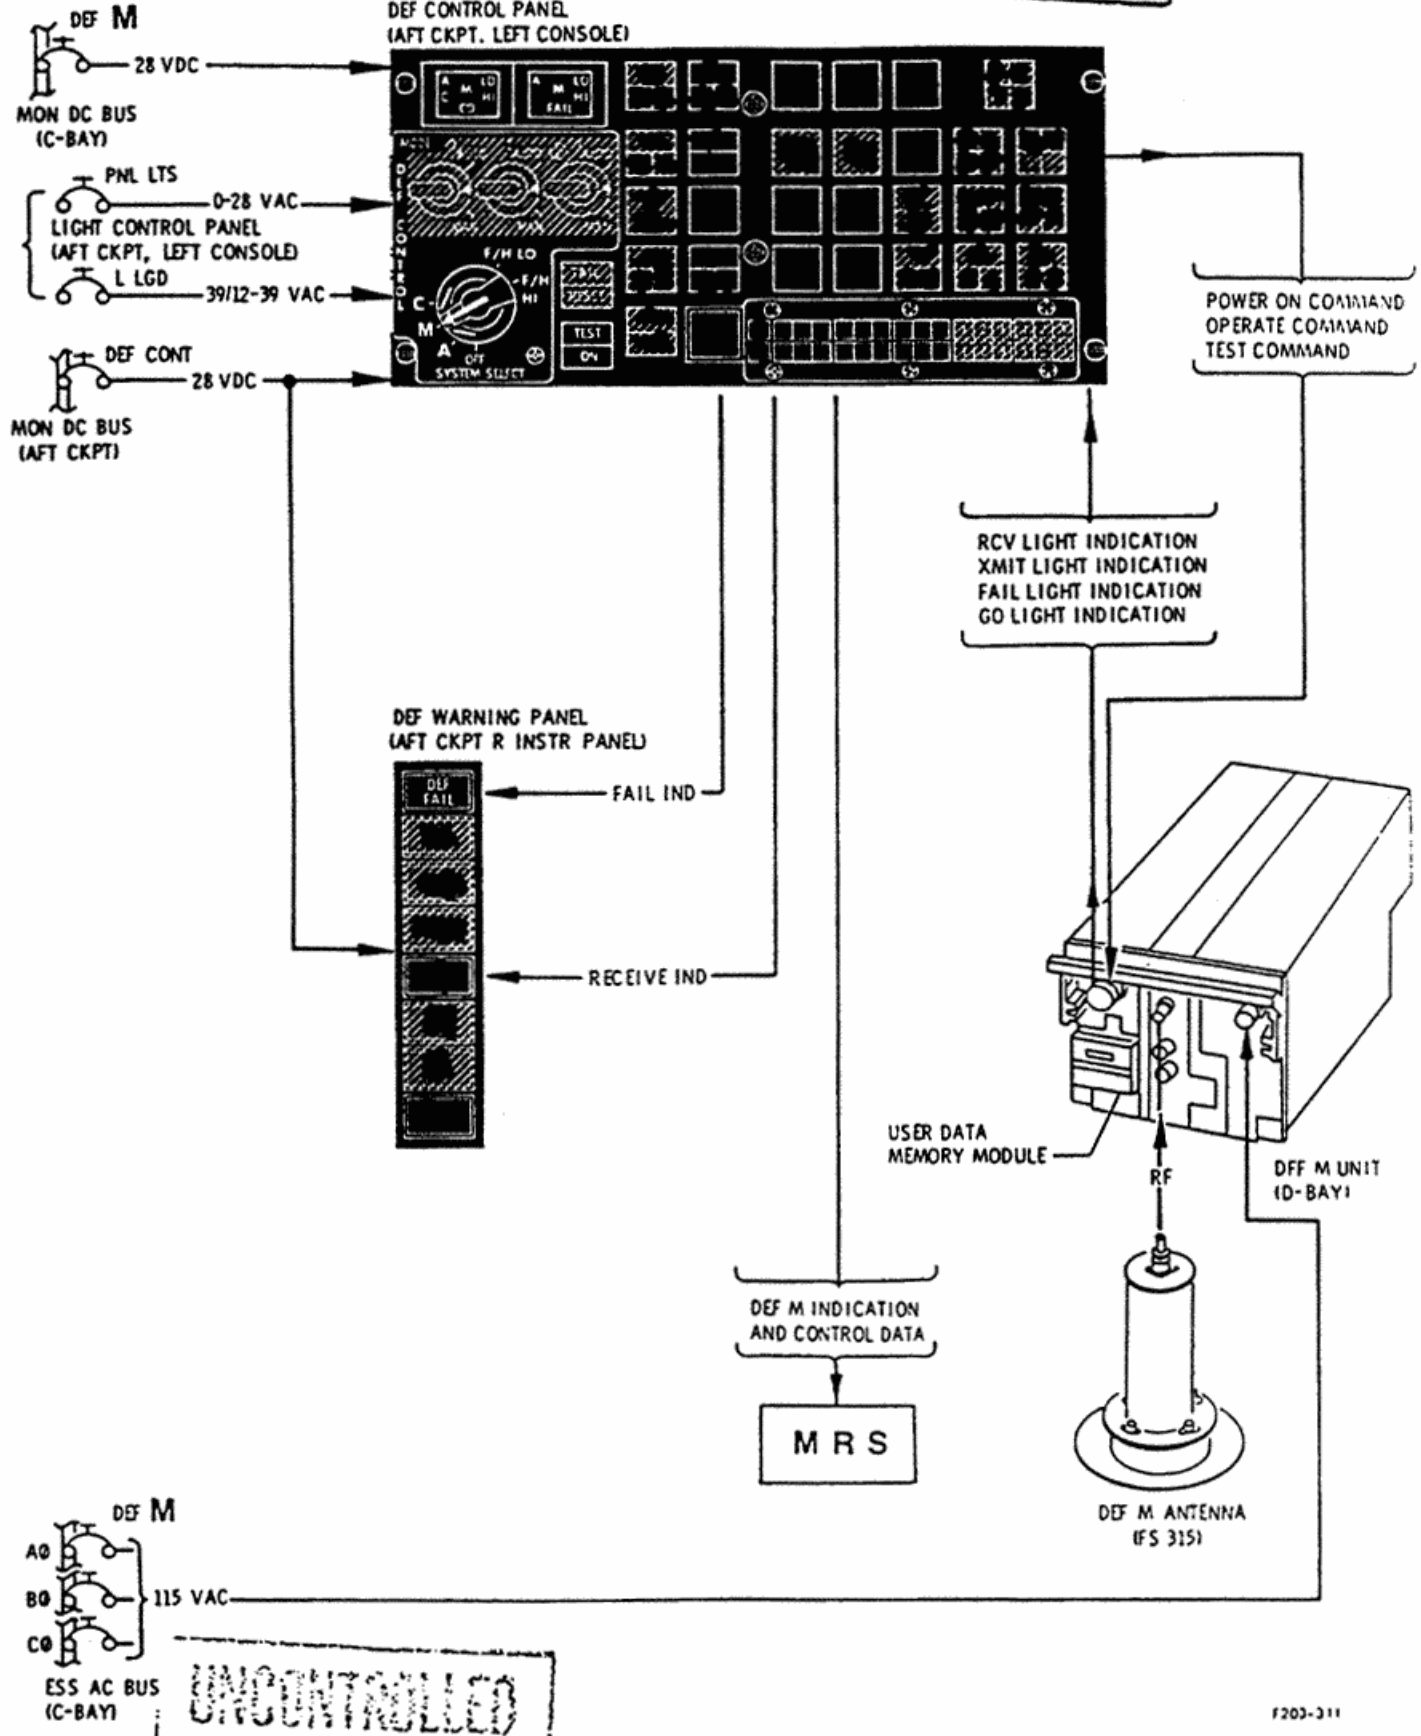 DEF M
28 VDC
MON DC BUS
(C-BAY)
PNL LTS
0-28 VAC
LIGHT CONTROL PANEL
(AFT CKPT, LEFT CONSOLE)
L LGD
39/12-39 VAC
DEF CONT
28 VDC
MON DC BUS
(AFT CKPT)
DEF CONTROL PANEL
(AFT CKPT. LEFT CONSOLE)
A LO
M
C HI
A LO
M HI
FAIL
F/H LO
F/H
HI
C
M
A
OFF
SYSTEM SELECT
TEST
ON
POWER ON COMMAND
OPERATE COMMAND
TEST COMMAND
RCV LIGHT INDICATION
XMIT LIGHT INDICATION
FAIL LIGHT INDICATION
GO LIGHT INDICATION
DEF WARNING PANEL
(AFT CKPT R INSTR PANEL)
DEF
FAIL
FAIL IND
RECEIVE IND
USER DATA
MEMORY MODULE
RF
DFF M UNIT
(D-BAY)
DEF M INDICATION
AND CONTROL DATA
M R S
DEF M ANTENNA
(FS 315)
DEF M
AØ
BØ
CØ
115 VAC
ESS AC BUS
(C-BAY)
UNCONTROLLED
F203-311